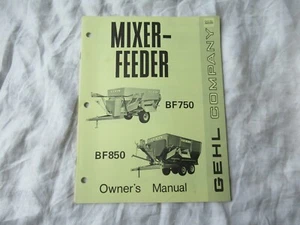 MIXER-
FEEDER
BF750
BF850
Owner's Manual
GEHL COMPANY